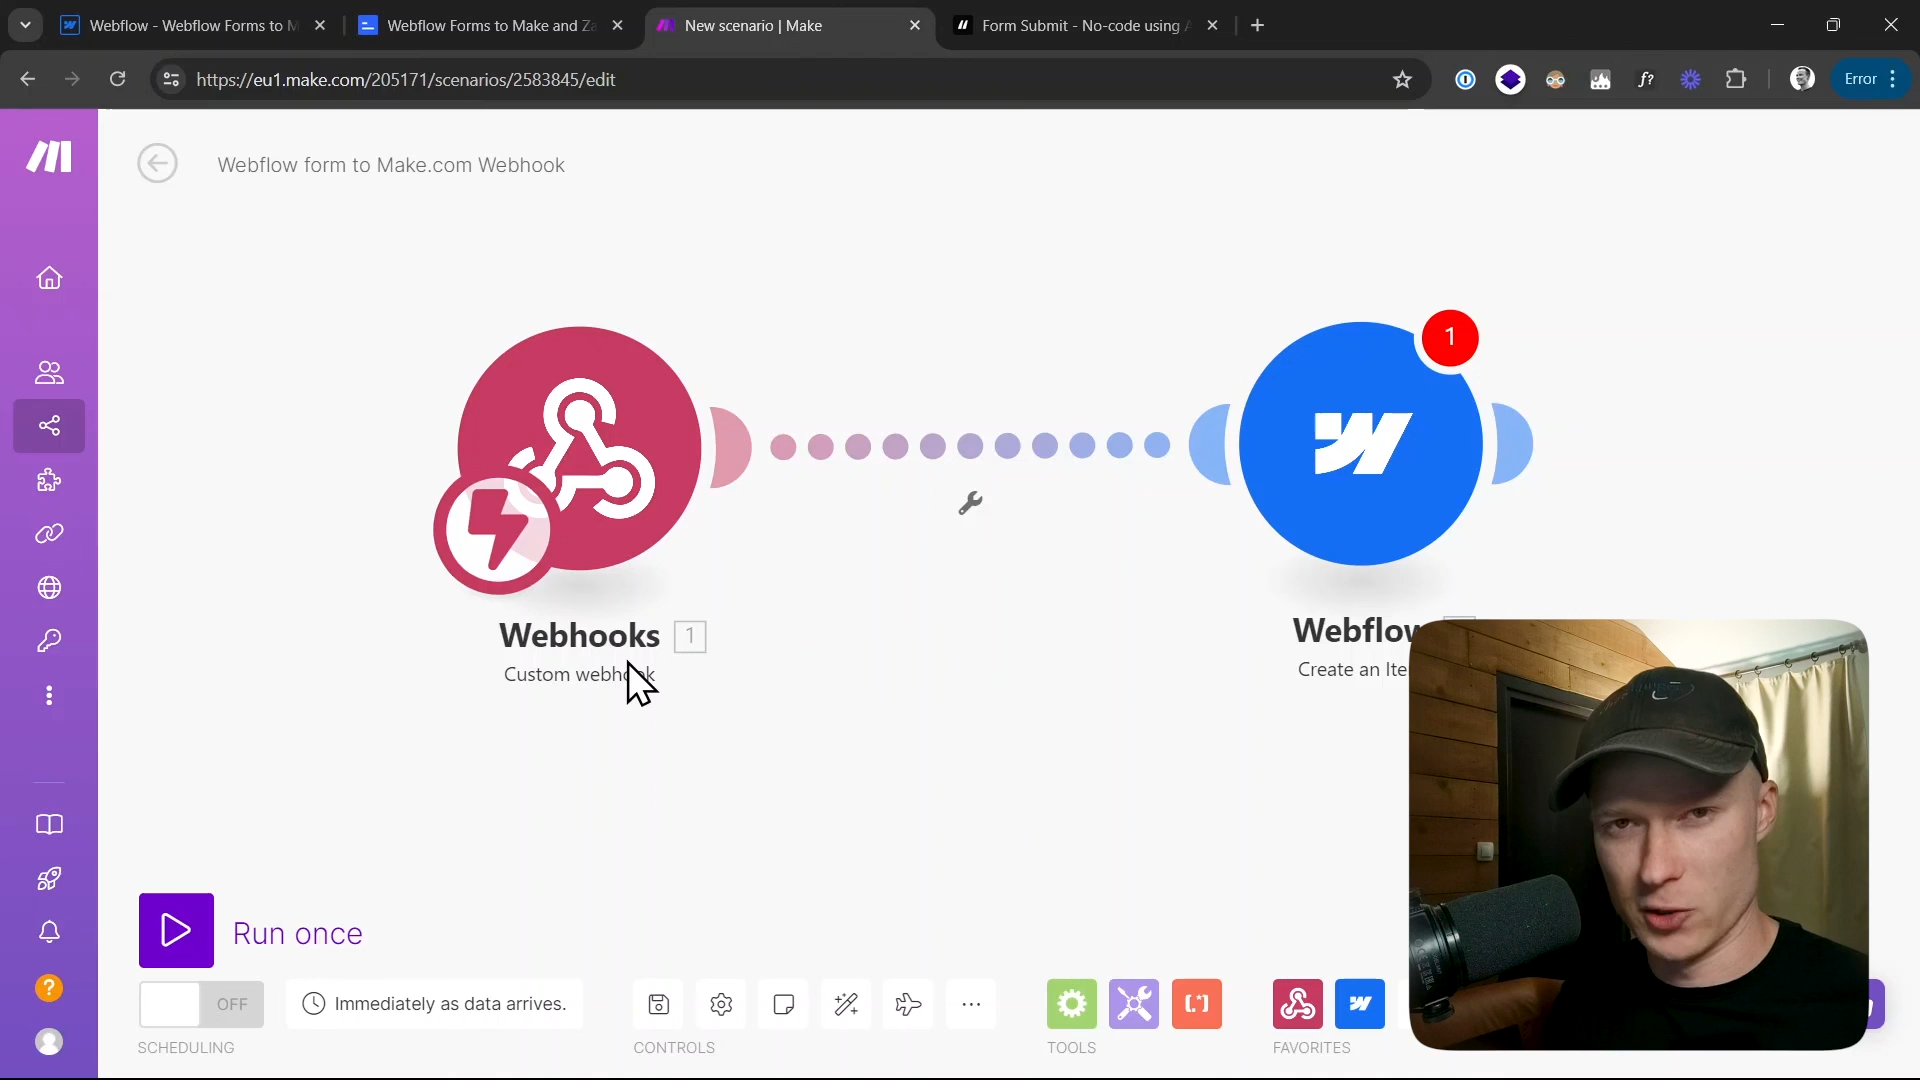 Webflow - Webflow Forms to M
Webflow Forms to Make and Za
New scenario | Make
Form Submit - No-code using
https://eu1.make.com/205171/scenarios/2583845/edit
f?
Error
Webflow form to Make.com Webhook
1
Webhooks 1
Custom webhook
Webflow
Create an Ite
Run once
OFF
Immediately as data arrives.
(.*)
SCHEDULING
CONTROLS
TOOLS
FAVORITES
?